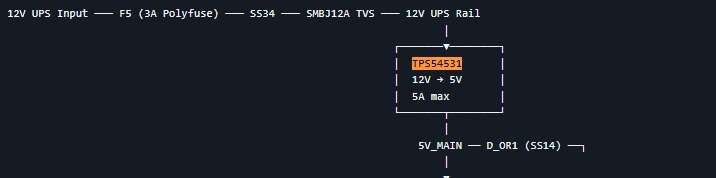 12V UPS Input ── F5 (3A Polyfuse) ── SS34 ── SMBJ12A TVS ── 12V UPS Rail
TPS54531
12V → 5V
5A max
5V_MAIN ── D_OR1 (SS14) ──┐